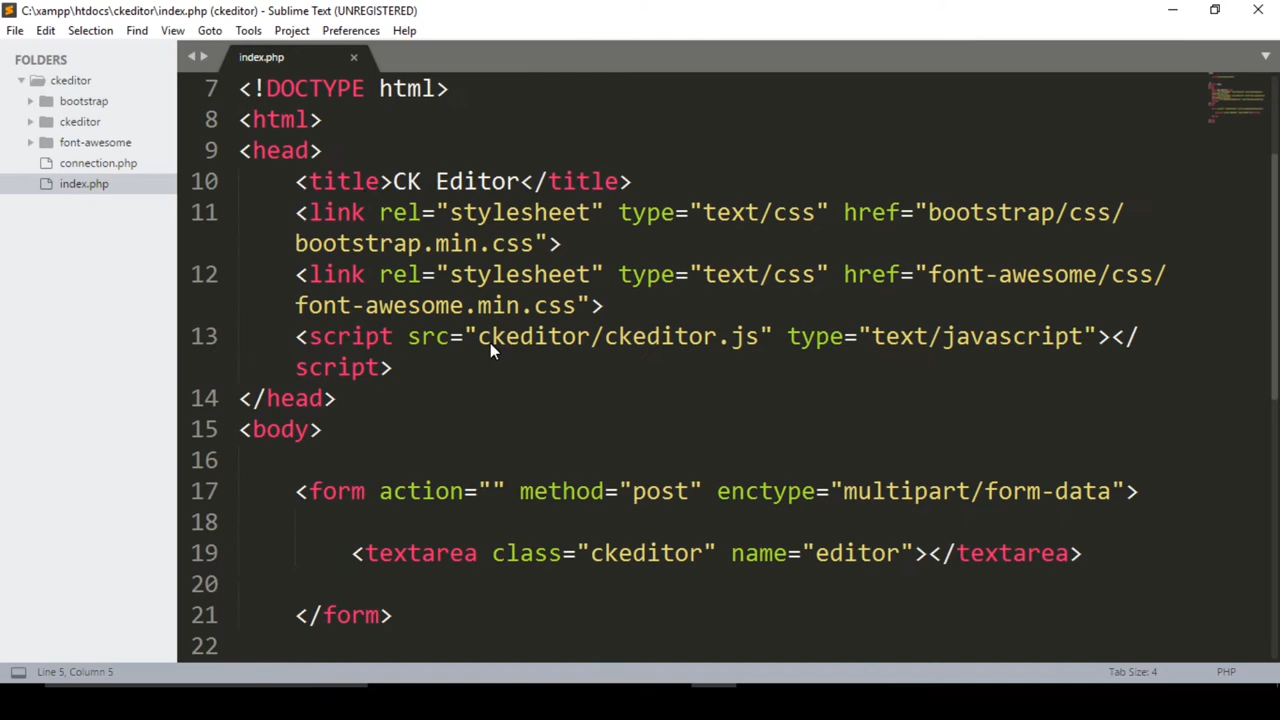 C:\xampp\htdocs\ckeditor\index.php (ckeditor) - Sublime Text (UNREGISTERED)
File Edit Selection Find View Goto Tools Project Preferences Help
FOLDERS
ckeditor
bootstrap
ckeditor
font-awesome
connection.php
index.php
index.php
7 <!DOCTYPE html>
8 <html>
9 <head>
10 <title>CK Editor</title>
11 <link rel="stylesheet" type="text/css" href="bootstrap/css/
bootstrap.min.css">
12 <link rel="stylesheet" type="text/css" href="font-awesome/css/
font-awesome.min.css">
13 <script src="ckeditor/ckeditor.js" type="text/javascript"></
script>
14 </head>
15 <body>
16
17 <form action="" method="post" enctype="multipart/form-data">
18
19 <textarea class="ckeditor" name="editor"></textarea>
20
21 </form>
22
Line 5, Column 5
Tab Size: 4
PHP